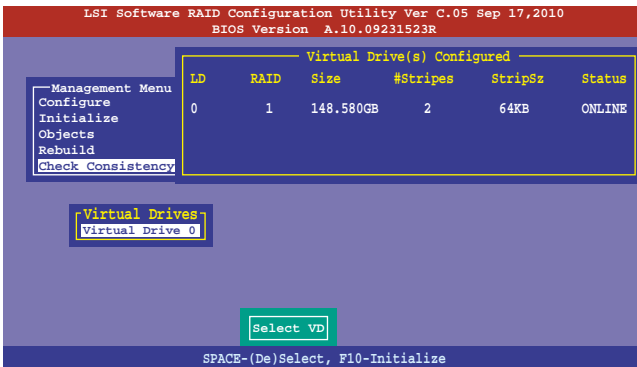 LSI Software RAID Configuration Utility Ver C.05 Sep 17,2010
BIOS Version A.10.09231523R
Virtual Drive(s) Configured
LD RAID Size #Stripes StripSz Status
0 1 148.580GB 2 64KB ONLINE
Management Menu
Configure
Initialize
Objects
Rebuild
Check Consistency
Virtual Drives
Virtual Drive 0
Select VD
SPACE-(De)Select, F10-Initialize